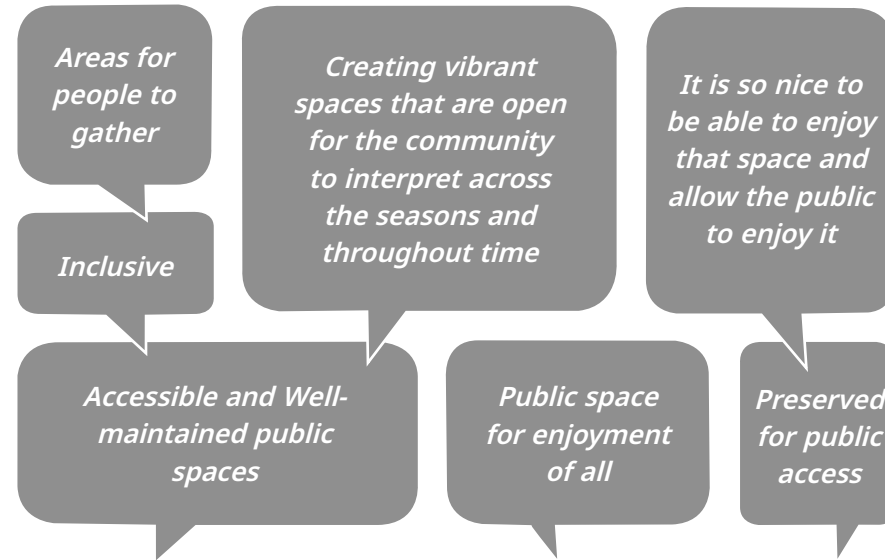 Areas for
people to
gather
Creating vibrant
spaces that are open
for the community
to interpret across
the seasons and
throughout time
It is so nice to
be able to enjoy
that space and
allow the public
to enjoy it
Inclusive
Accessible and Well-
maintained public
spaces
Public space
for enjoyment
of all
Preserved
for public
access